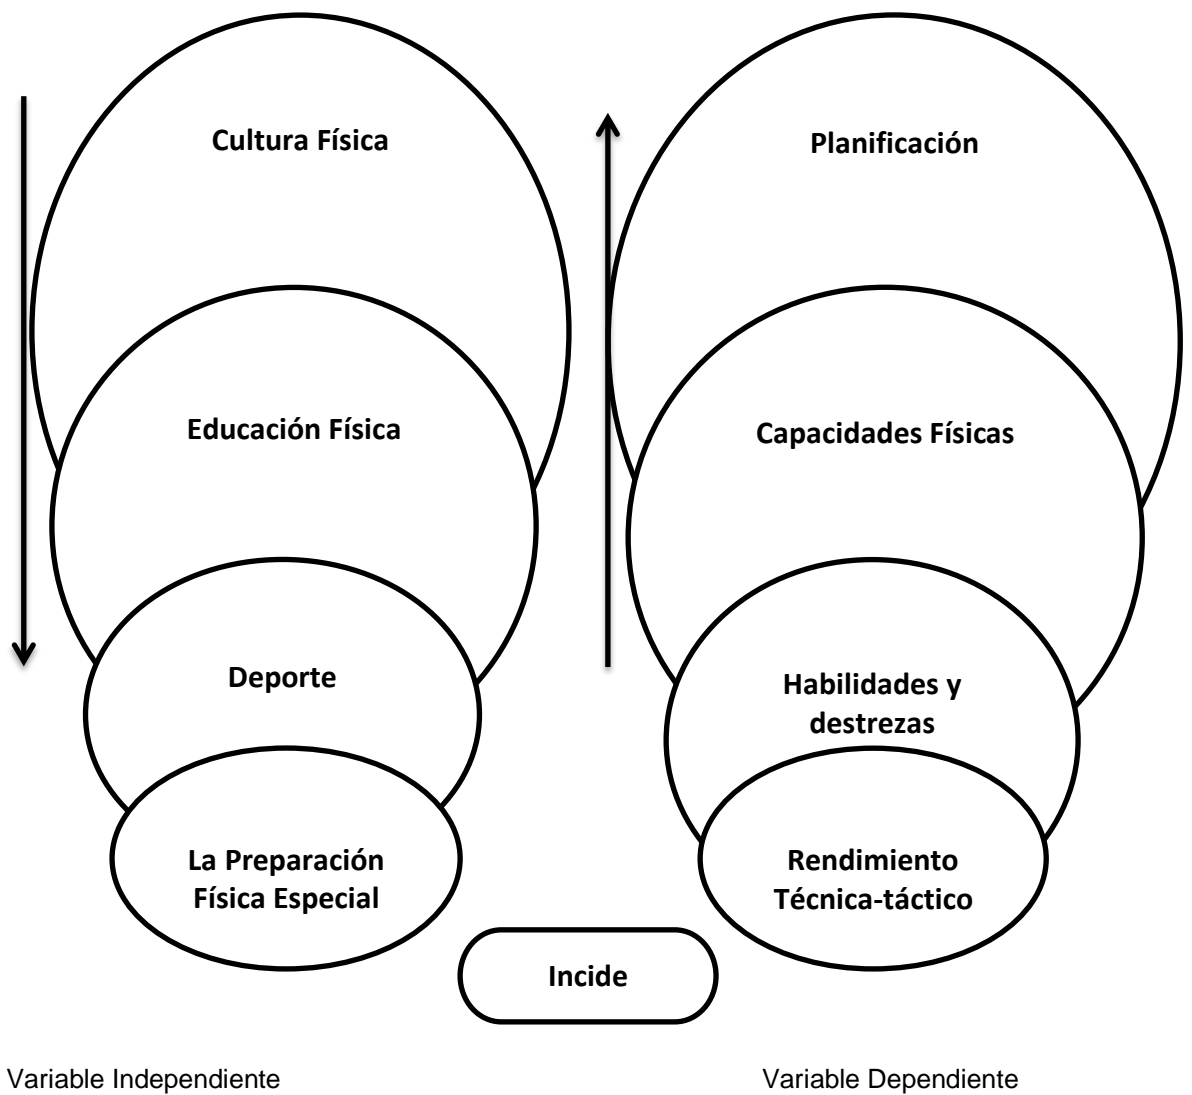 Cultura Física
Planificación
Educación Física
Capacidades Físicas
Deporte
Habilidades y
destrezas
La Preparación
Física Especial
Rendimiento
Técnica-táctico
Incide
Variable Independiente
Variable Dependiente